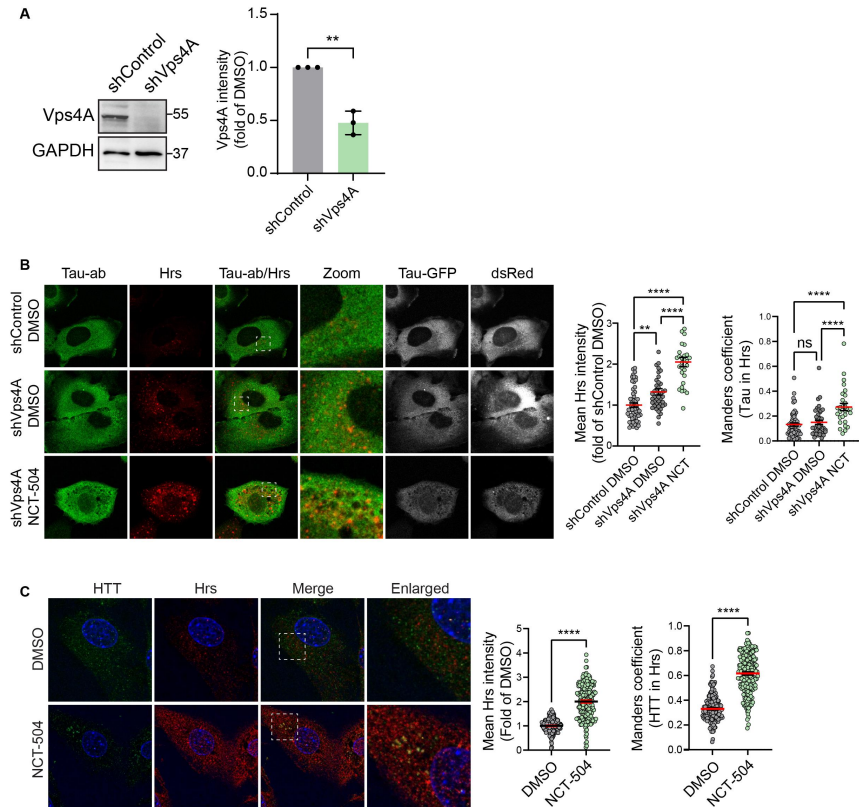 A
shControl
shVps4A
Vps4A
55
GAPDH
37
Vps4A intensity
(fold of DMSO)
1.5
1.0
0.5
0.0
**
shControl
shVps4A
B
Tau-ab
Hrs
Tau-ab/Hrs
Zoom
Tau-GFP
dsRed
shControl
DMSO
shVps4A
DMSO
shVps4A
NCT-504
Mean Hrs intensity
(fold of shControl DMSO)
3
2
1
0
****
****
**
shControl DMSO
shVps4A DMSO
shVps4A NCT
Manders coefficient
(Tau in Hrs)
1.0
0.8
0.6
0.4
0.2
0.0
****
ns
****
shControl DMSO
shVps4A DMSO
shVps4A NCT
C
HTT
Hrs
Merge
Enlarged
DMSO
NCT-504
Mean Hrs intensity
(Fold of DMSO)
5
4
3
2
1
0
****
DMSO
NCT-504
Manders coefficient
(HTT in Hrs)
1.0
0.8
0.6
0.4
0.2
0.0
****
DMSO
NCT-504